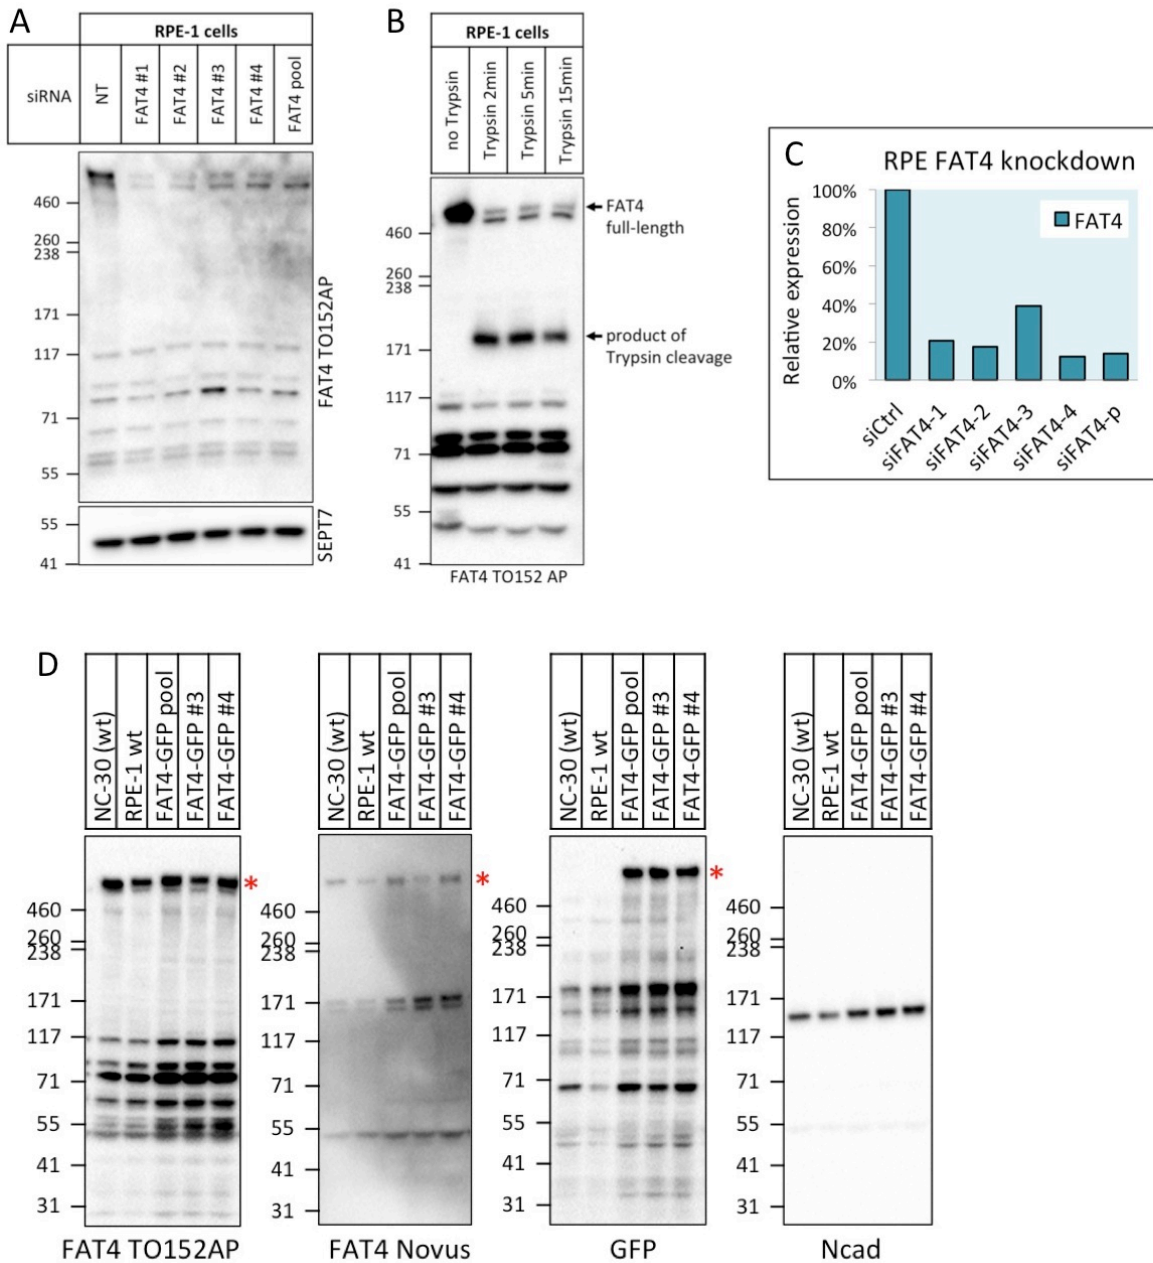 A
RPE-1 cells
siRNA
NT
FAT4 #1
FAT4 #2
FAT4 #3
FAT4 #4
FAT4 pool
460
260
238
171
117
71
55
FAT4 TO152AP
55
41
SEPT7
B
RPE-1 cells
no Trypsin
Trypsin 2min
Trypsin 5min
Trypsin 15min
FAT4
full-length
460
260
238
product of
Trypsin cleavage
171
117
71
55
41
FAT4 TO152 AP
C
RPE FAT4 knockdown
Relative expression
100%
80%
60%
40%
20%
0%
FAT4
siCtrl
siFAT4-1
siFAT4-2
siFAT4-3
siFAT4-4
siFAT4-p
D
NC-30 (wt)
RPE-1 wt
FAT4-GFP pool
FAT4-GFP #3
FAT4-GFP #4
*
460
260
238
171
117
71
55
41
31
FAT4 TO152AP
NC-30 (wt)
RPE-1 wt
FAT4-GFP pool
FAT4-GFP #3
FAT4-GFP #4
*
460
260
238
171
117
71
55
41
31
FAT4 Novus
NC-30 (wt)
RPE-1 wt
FAT4-GFP pool
FAT4-GFP #3
FAT4-GFP #4
*
460
260
238
171
117
71
55
41
31
GFP
NC-30 (wt)
RPE-1 wt
FAT4-GFP pool
FAT4-GFP #3
FAT4-GFP #4
460
260
238
171
117
71
55
41
31
Ncad